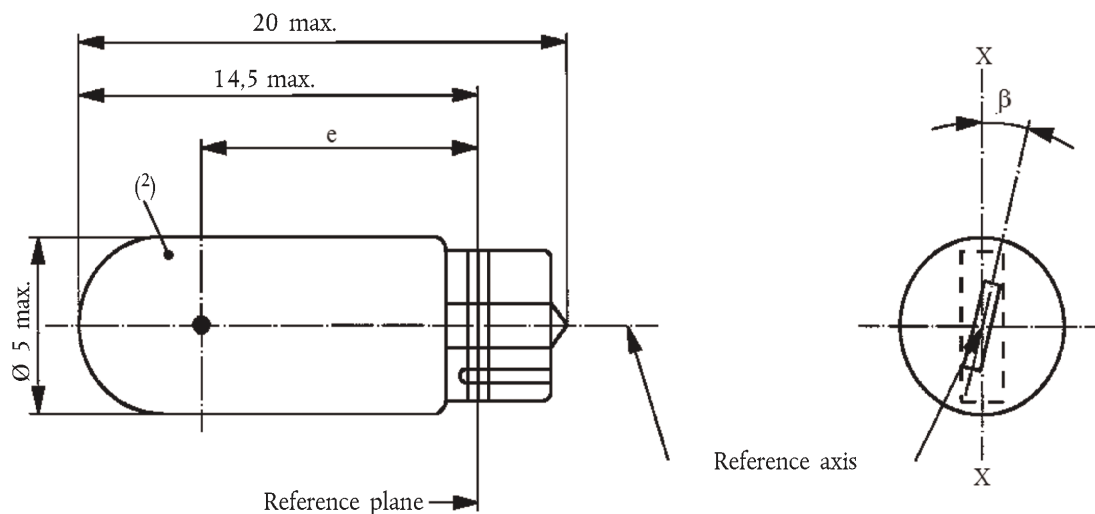 20 max.
14,5 max.
e
(²)
Ø 5 max.
Reference plane
Reference axis
X
β
X